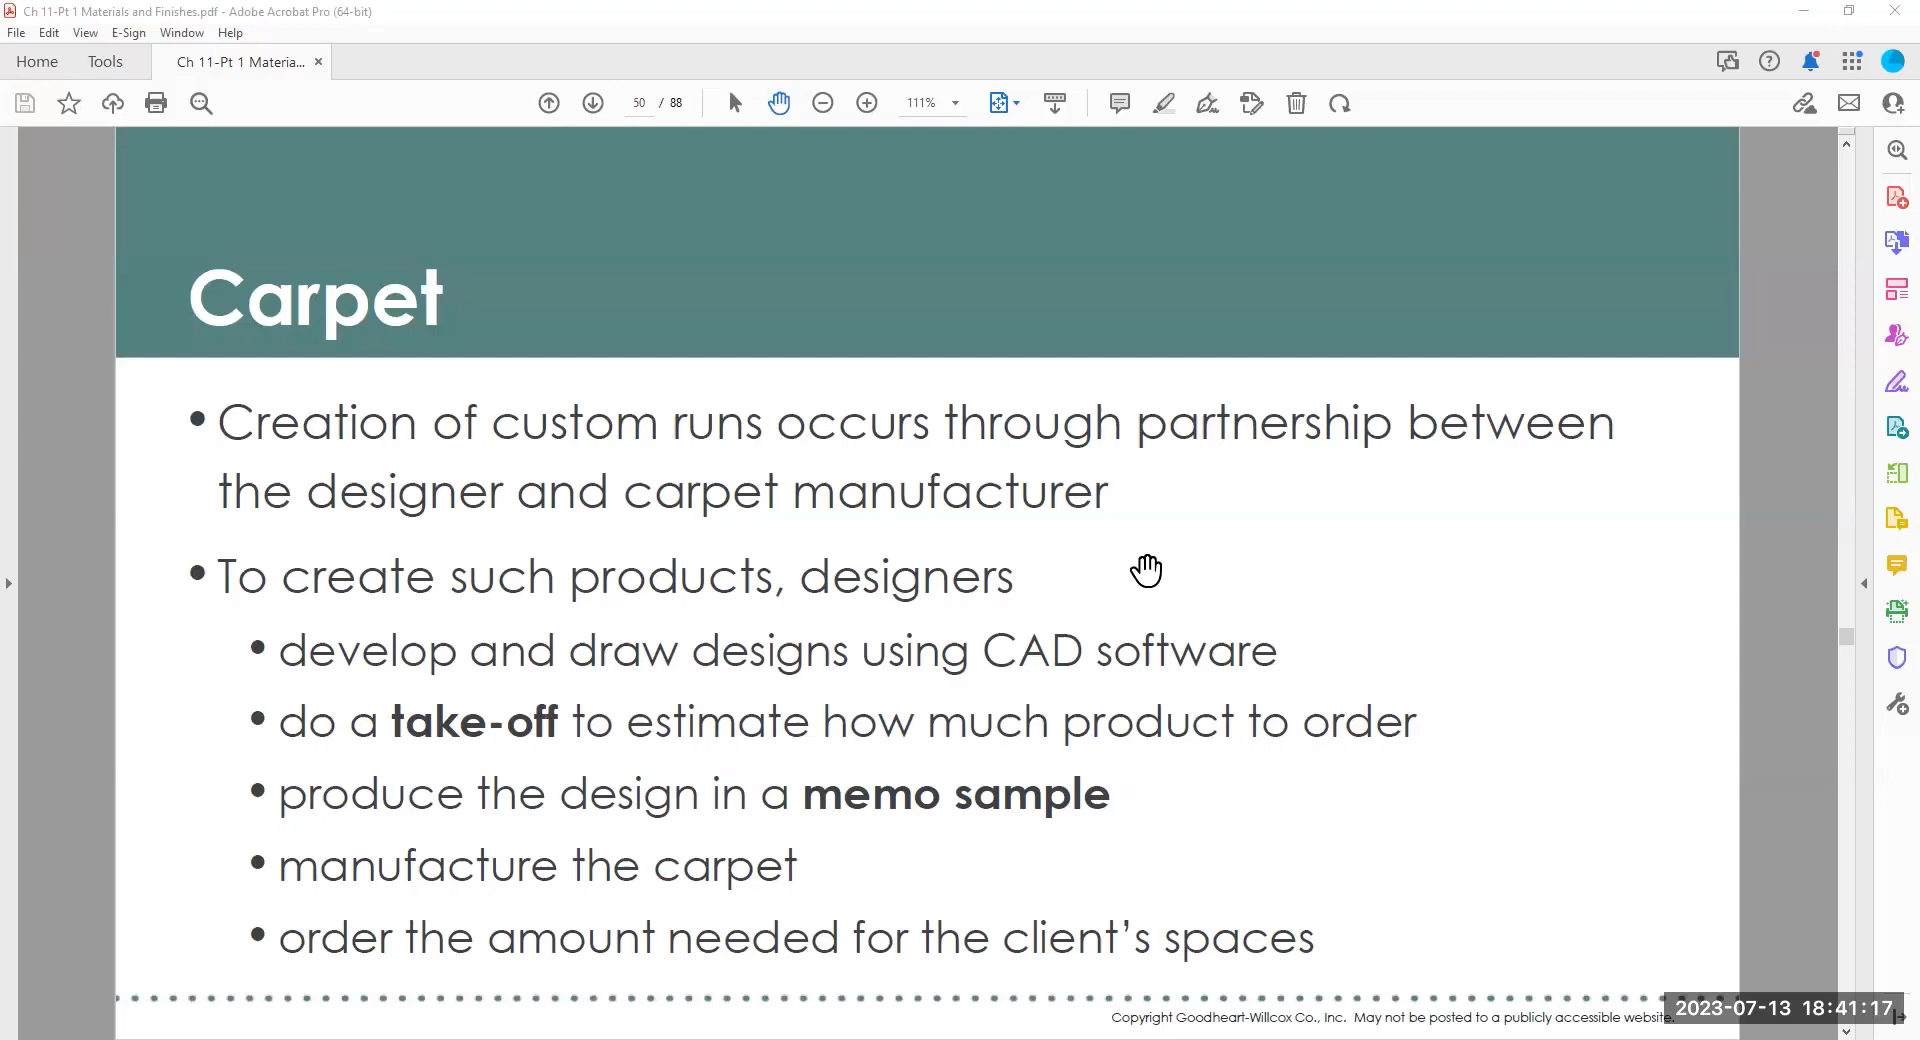 Ch 11-Pt 1 Materials and Finishes.pdf - Adobe Acrobat Pro (64-bit)
File Edit View E-Sign Window Help
Home Tools Ch 11-Pt 1 Materia... ×
50 / 88 111%
Carpet
• Creation of custom runs occurs through partnership between
the designer and carpet manufacturer
• To create such products, designers
• develop and draw designs using CAD software
• do a take-off to estimate how much product to order
• produce the design in a memo sample
• manufacture the carpet
• order the amount needed for the client's spaces
Copyright Goodheart-Willcox Co., Inc. May not be posted to a publicly accessible website.
2023-07-13 18:41:17